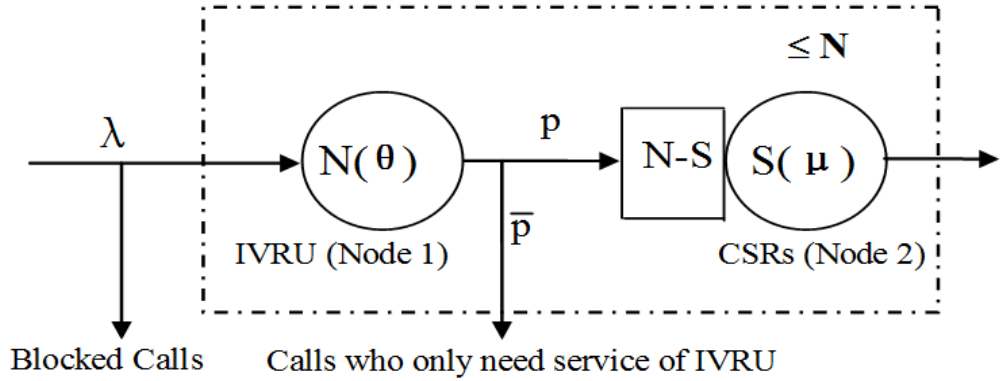 ≤ N
λ
N(θ)
p
N-S
S(μ)
p̅
IVRU (Node 1)
CSRs (Node 2)
Blocked Calls
Calls who only need service of IVRU